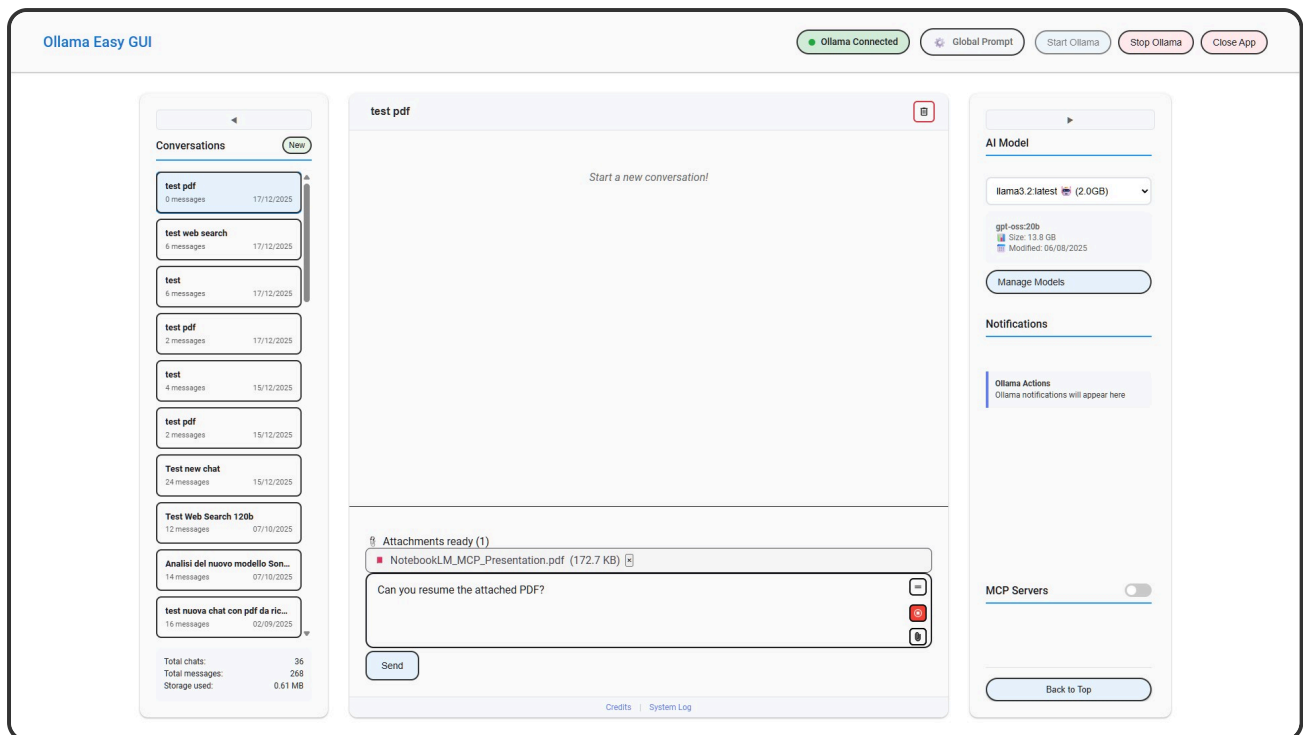 Ollama Easy GUI
Ollama Connected
Global Prompt
Start Ollama
Stop Ollama
Close App
Conversations
New
test pdf
0 messages 17/12/2025
test web search
6 messages 17/12/2025
test
6 messages 17/12/2025
test pdf
2 messages 17/12/2025
test
4 messages 15/12/2025
test pdf
2 messages 15/12/2025
Test new chat
24 messages 15/12/2025
Test Web Search 120b
12 messages 07/10/2025
Analisi del nuovo modello Son...
14 messages 07/10/2025
test nuova chat con pdf da ric...
16 messages 02/09/2025
Total chats: 36
Total messages: 268
Storage used: 0.61 MB
test pdf
Start a new conversation!
Attachments ready (1)
NotebookLM_MCP_Presentation.pdf (172.7 KB)
Can you resume the attached PDF?
Send
Credits | System Log
AI Model
llama3.2:latest (2.0GB)
gpt-oss:20b
Size: 13.8 GB
Modified: 06/08/2025
Manage Models
Notifications
Ollama Actions
Ollama notifications will appear here
MCP Servers
Back to Top